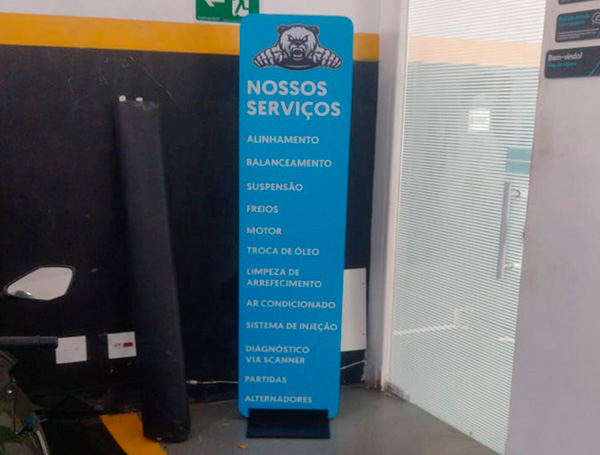 NOSSOS
SERVIÇOS
ALINHAMENTO
BALANCEAMENTO
SUSPENSÃO
FREIOS
MOTOR
TROCA DE ÓLEO
LIMPEZA DE
ARREFECIMENTO
AR CONDICIONADO
SISTEMA DE INJEÇÃO
DIAGNÓSTICO
VIA SCANNER
PARTIDAS
ALTERNADORES
Bem-vindo!